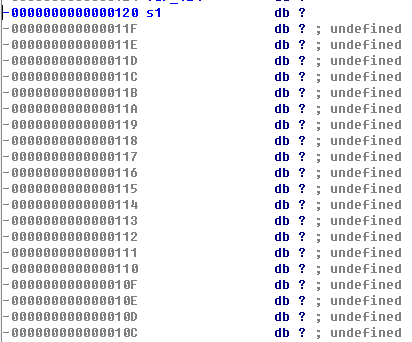 -0000000000000120 s1 db ?
-000000000000011F db ? ; undefined
-000000000000011E db ? ; undefined
-000000000000011D db ? ; undefined
-000000000000011C db ? ; undefined
-000000000000011B db ? ; undefined
-000000000000011A db ? ; undefined
-0000000000000119 db ? ; undefined
-0000000000000118 db ? ; undefined
-0000000000000117 db ? ; undefined
-0000000000000116 db ? ; undefined
-0000000000000115 db ? ; undefined
-0000000000000114 db ? ; undefined
-0000000000000113 db ? ; undefined
-0000000000000112 db ? ; undefined
-0000000000000111 db ? ; undefined
-0000000000000110 db ? ; undefined
-000000000000010F db ? ; undefined
-000000000000010E db ? ; undefined
-000000000000010D db ? ; undefined
-000000000000010C db ? ; undefined